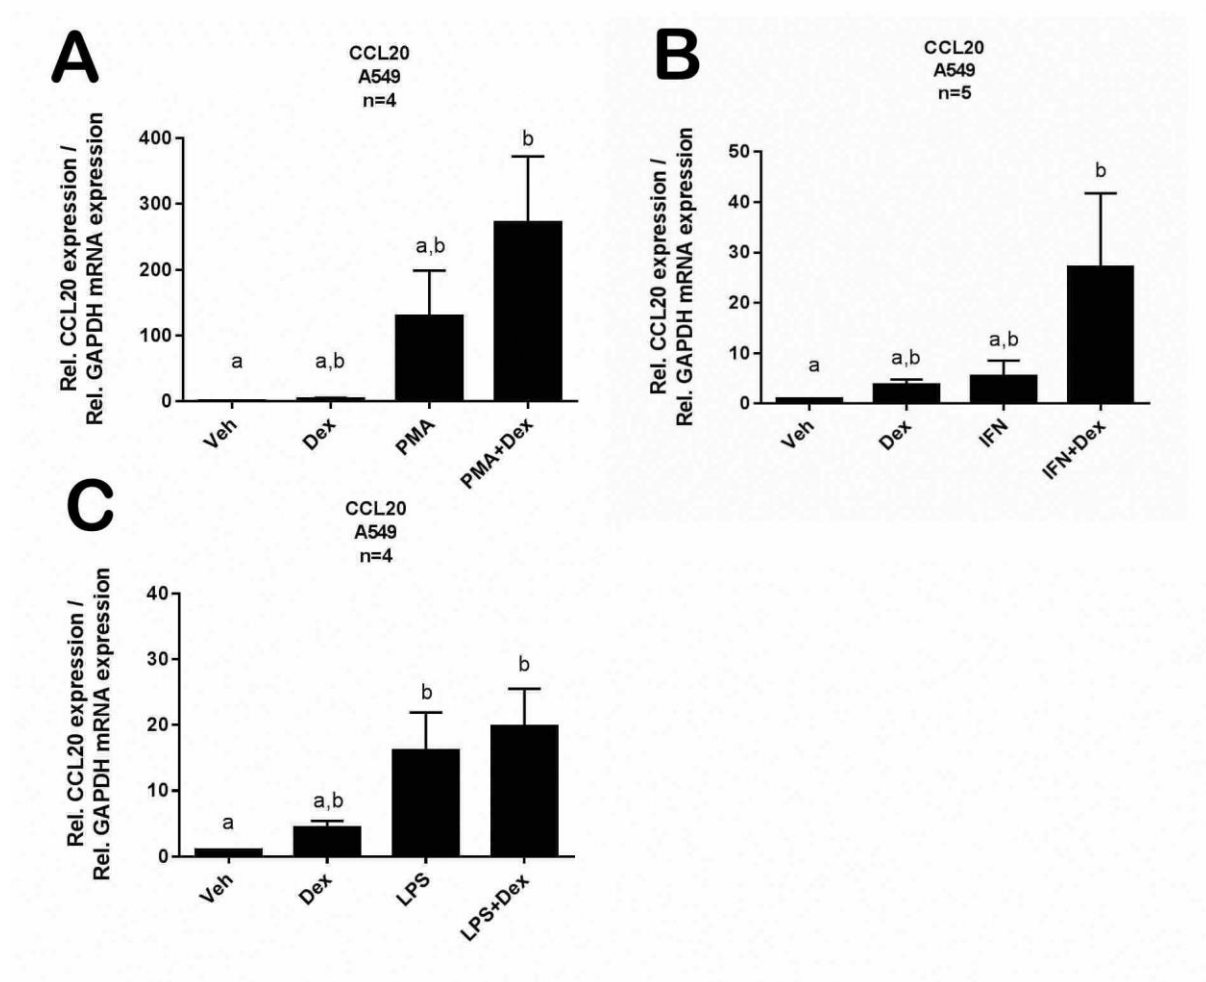 A
CCL20
A549
n=4
Rel. CCL20 expression /
Rel. GAPDH mRNA expression
400
300
200
100
0
a
a,b
a,b
b
Veh
Dex
PMA
PMA+Dex
B
CCL20
A549
n=5
Rel. CCL20 expression /
Rel. GAPDH mRNA expression
50
40
30
20
10
0
a
a,b
a,b
b
Veh
Dex
IFN
IFN+Dex
C
CCL20
A549
n=4
Rel. CCL20 expression /
Rel. GAPDH mRNA expression
40
30
20
10
0
a
a,b
b
b
Veh
Dex
LPS
LPS+Dex